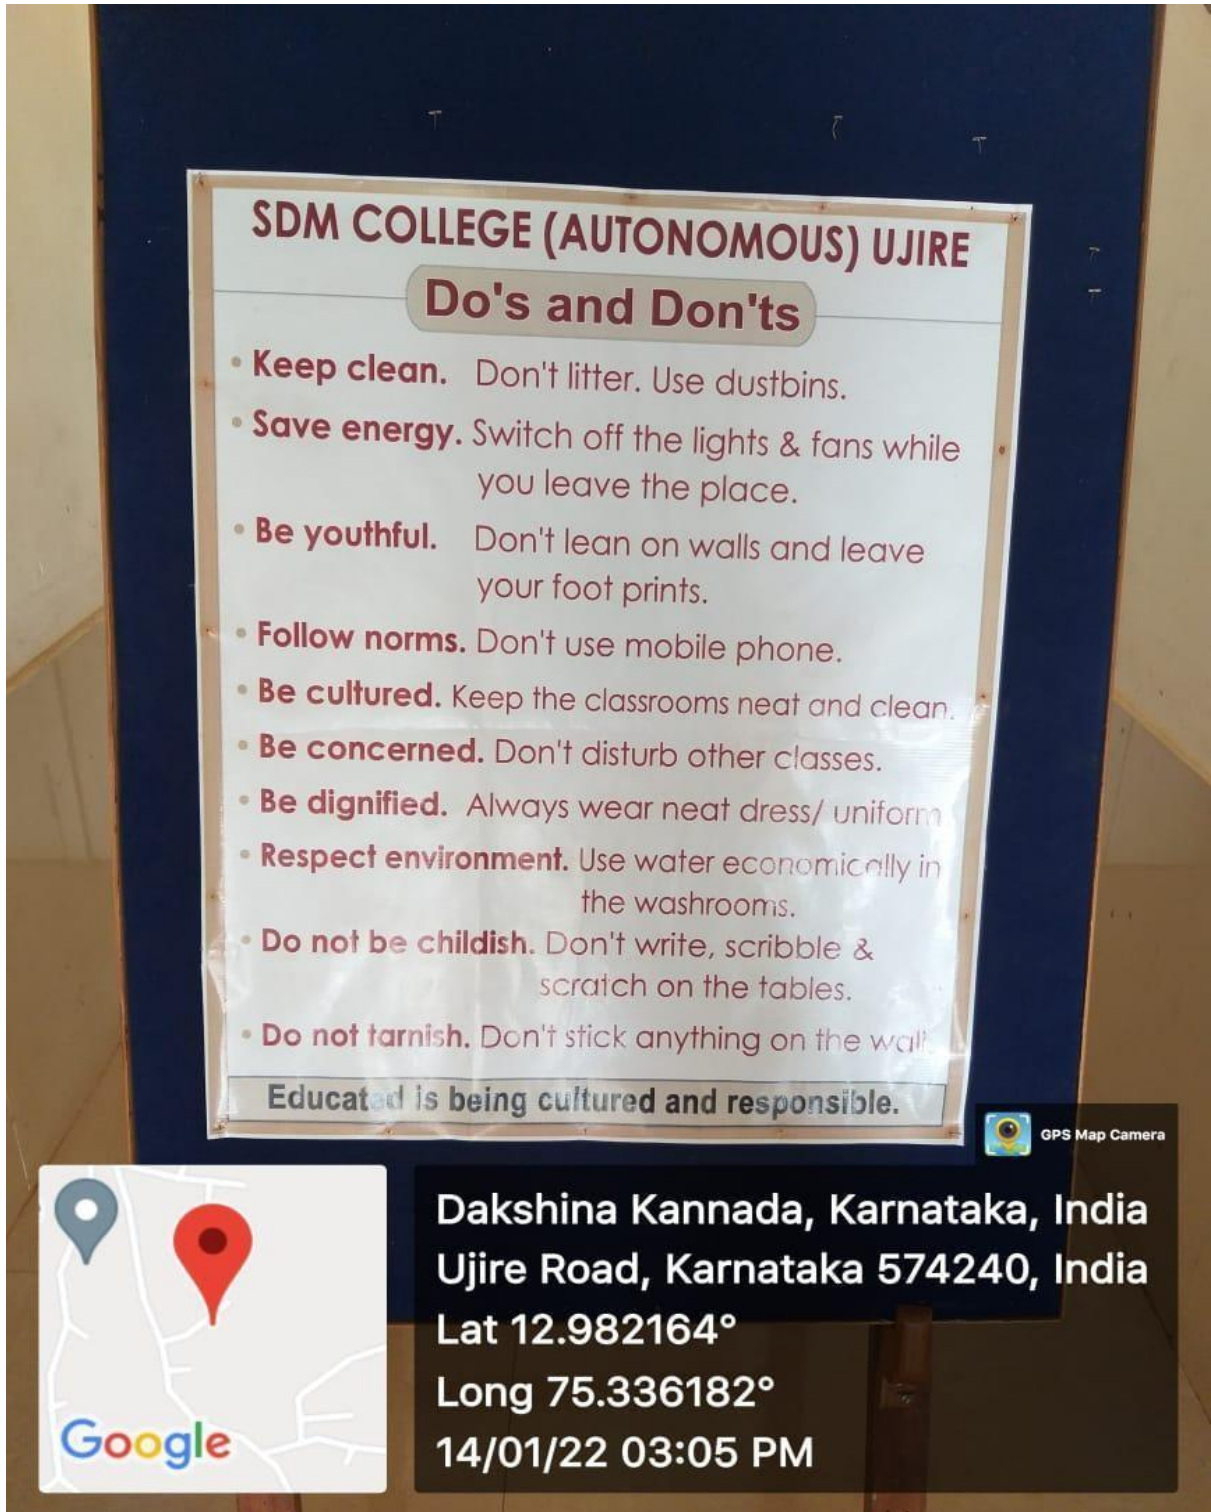 SDM COLLEGE (AUTONOMOUS) UJIRE
Do's and Don'ts
• Keep clean. Don't litter. Use dustbins.
• Save energy. Switch off the lights & fans while
you leave the place.
• Be youthful. Don't lean on walls and leave
your foot prints.
• Follow norms. Don't use mobile phone.
• Be cultured. Keep the classrooms neat and clean.
• Be concerned. Don't disturb other classes.
• Be dignified. Always wear neat dress/ uniform
• Respect environment. Use water economically in
the washrooms.
• Do not be childish. Don't write, scribble &
scratch on the tables.
• Do not tarnish. Don't stick anything on the wall.
Educated is being cultured and responsible.
GPS Map Camera
Dakshina Kannada, Karnataka, India
Ujire Road, Karnataka 574240, India
Lat 12.982164°
Long 75.336182°
14/01/22 03:05 PM
Google